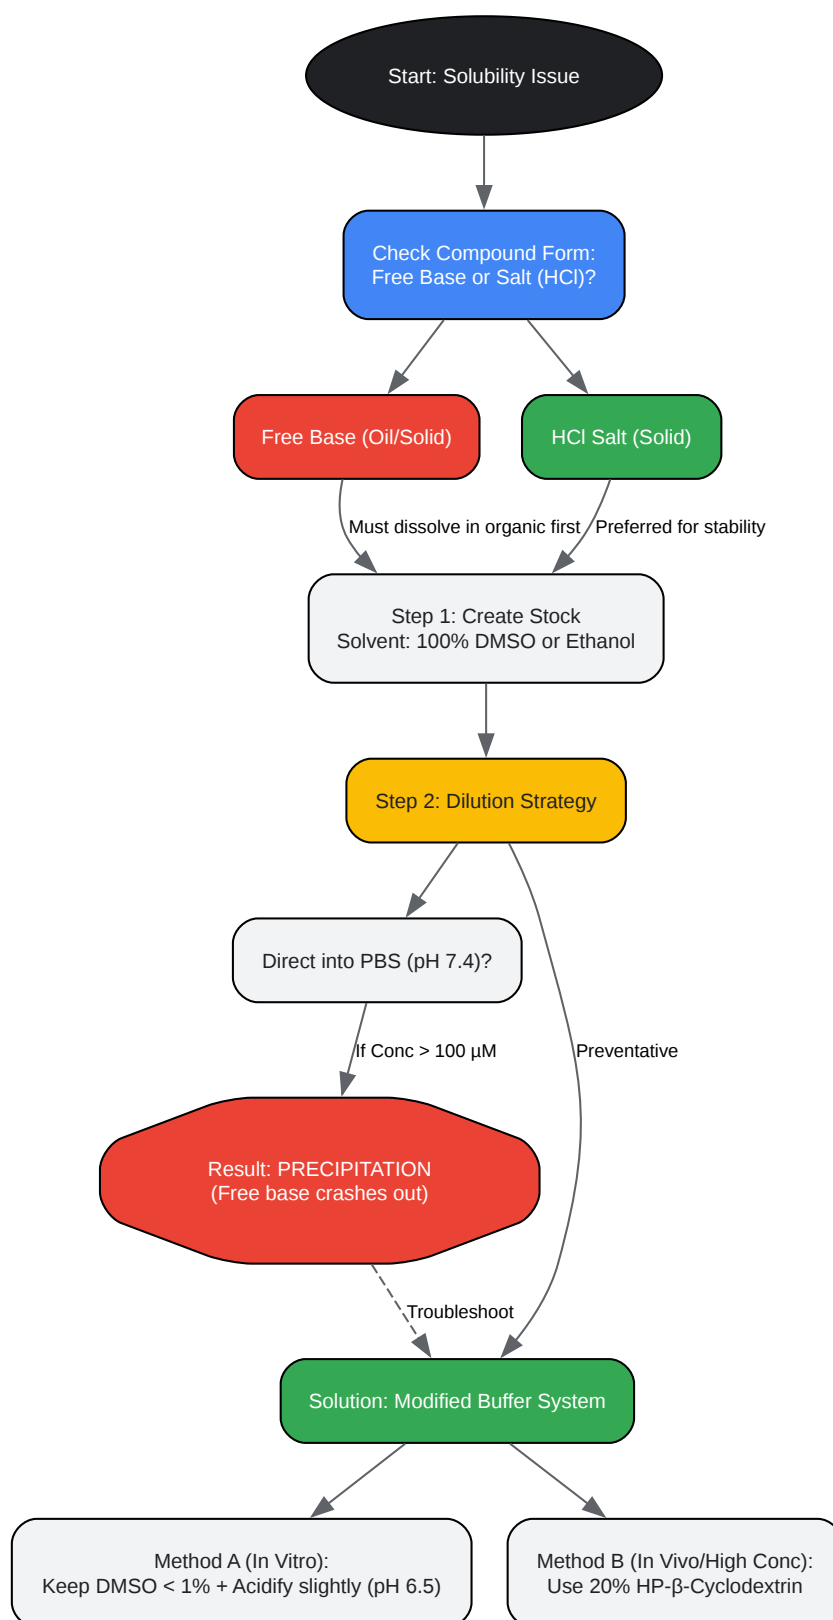 Start: Solubility Issue
Check Compound Form:
Free Base or Salt (HCl)?
Free Base (Oil/Solid)
HCl Salt (Solid)
Must dissolve in organic first
Preferred for stability
Step 1: Create Stock
Solvent: 100% DMSO or Ethanol
Step 2: Dilution Strategy
Direct into PBS (pH 7.4)?
If Conc > 100 µM
Preventative
Result: PRECIPITATION
(Free base crashes out)
Troubleshoot
Solution: Modified Buffer System
Method A (In Vitro):
Keep DMSO < 1% + Acidify slightly (pH 6.5)
Method B (In Vivo/High Conc):
Use 20% HP-β-Cyclodextrin